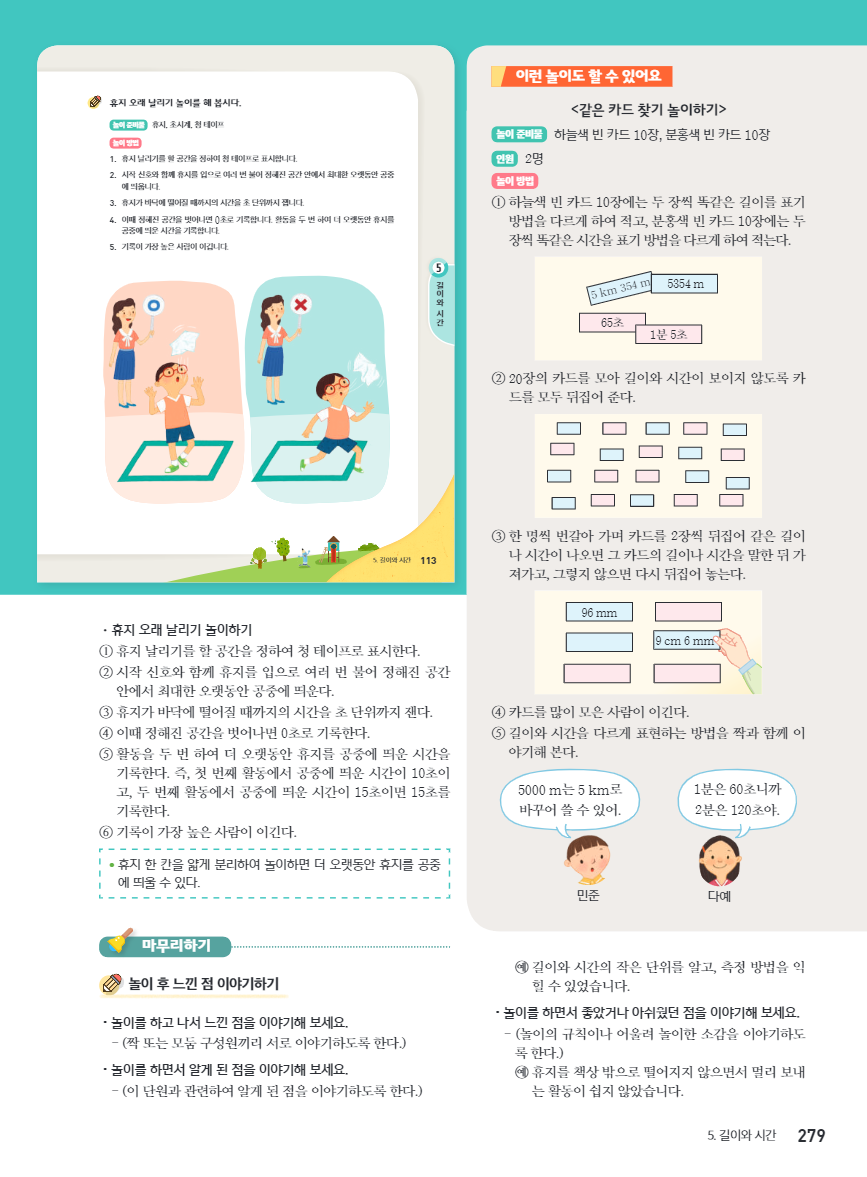 휴지 오래 날리기 놀이를 해 봅시다.
놀이 준비물 휴지, 초시계, 청 테이프
놀이 방법
1. 휴지 날리기를 할 공간을 정하여 청 테이프로 표시합니다.
2. 시작 신호와 함께 휴지를 입으로 여러 번 불어 정해진 공간 안에서 최대한 오랫동안 공중
에 띄웁니다.
3. 휴지가 바닥에 떨어질 때까지의 시간을 초 단위까지 잽니다.
4. 이때 정해진 공간을 벗어나면 0초로 기록합니다. 활동을 두 번 하여 더 오랫동안 휴지를
공중에 띄운 시간을 기록합니다.
5. 기록이 가장 높은 사람이 이깁니다.
5
길이와 시간
5. 길이와 시간 113
• 휴지 오래 날리기 놀이하기
① 휴지 날리기를 할 공간을 정하여 청 테이프로 표시한다.
② 시작 신호와 함께 휴지를 입으로 여러 번 불어 정해진 공간
안에서 최대한 오랫동안 공중에 띄운다.
③ 휴지가 바닥에 떨어질 때까지의 시간을 초 단위까지 잰다.
④ 이때 정해진 공간을 벗어나면 0초로 기록한다.
⑤ 활동을 두 번 하여 더 오랫동안 휴지를 공중에 띄운 시간을
기록한다. 즉, 첫 번째 활동에서 공중에 띄운 시간이 10초이
고, 두 번째 활동에서 공중에 띄운 시간이 15초이면 15초를
기록한다.
⑥ 기록이 가장 높은 사람이 이긴다.
• 휴지 한 칸을 얇게 분리하여 놀이하면 더 오랫동안 휴지를 공중
에 띄울 수 있다.
마무리하기
놀이 후 느낀 점 이야기하기
• 놀이를 하고 나서 느낀 점을 이야기해 보세요.
- (짝 또는 모둠 구성원끼리 서로 이야기하도록 한다.)
• 놀이를 하면서 알게 된 점을 이야기해 보세요.
- (이 단원과 관련하여 알게 된 점을 이야기하도록 한다.)
이런 놀이도 할 수 있어요
<같은 카드 찾기 놀이하기>
놀이 준비물 하늘색 빈 카드 10장, 분홍색 빈 카드 10장
인원 2명
놀이 방법
① 하늘색 빈 카드 10장에는 두 장씩 똑같은 길이를 표기
방법을 다르게 하여 적고, 분홍색 빈 카드 10장에는 두
장씩 똑같은 시간을 표기 방법을 다르게 하여 적는다.
5 km 354 m
5354 m
65초
1분 5초
② 20장의 카드를 모아 길이와 시간이 보이지 않도록 카
드를 모두 뒤집어 준다.
③ 한 명씩 번갈아 가며 카드를 2장씩 뒤집어 같은 길이
나 시간이 나오면 그 카드의 길이나 시간을 말한 뒤 가
져가고, 그렇지 않으면 다시 뒤집어 놓는다.
96 mm
9 cm 6 mm
④ 카드를 많이 모은 사람이 이긴다.
⑤ 길이와 시간을 다르게 표현하는 방법을 짝과 함께 이
야기해 본다.
5000 m는 5 km로
바꾸어 쓸 수 있어.
1분은 60초니까
2분은 120초야.
민준
다예
예 길이와 시간의 작은 단위를 알고, 측정 방법을 익
힐 수 있었습니다.
• 놀이를 하면서 좋았거나 아쉬웠던 점을 이야기해 보세요.
- (놀이의 규칙이나 어울려 놀이한 소감을 이야기하도
록 한다.)
예 휴지를 책상 밖으로 떨어지지 않으면서 멀리 보내
는 활동이 쉽지 않았습니다.
5. 길이와 시간 279